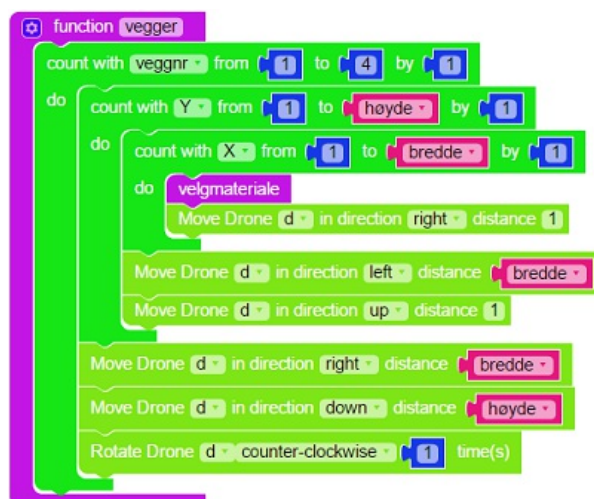 function vegger
count with veggnr from 1 to 4 by 1
do count with Y from 1 to høyde by 1
do count with X from 1 to bredde by 1
do velgmateriale
Move Drone d in direction right distance 1
Move Drone d in direction left distance bredde
Move Drone d in direction up distance 1
Move Drone d in direction right distance bredde
Move Drone d in direction down distance høyde
Rotate Drone d counter-clockwise 1 time(s)